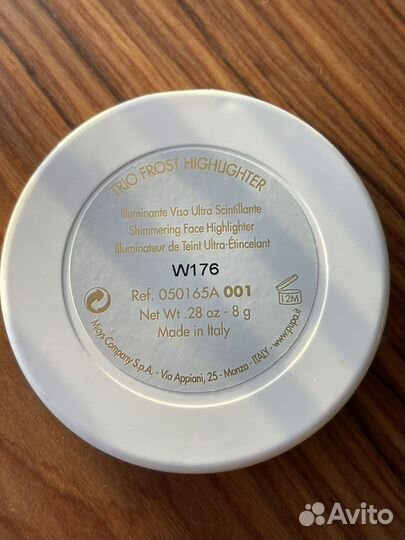 TRIO FROST HIGHLIGHTER
Illuminante Viso Ultra Scintillante
Shimmering Face Highlighter
Illuminateur de Teint Ultra-Étincelant
W176
Ref. 050165A 001
12M
Net Wt .28 oz - 8 g
Made in Italy
Micys Company S.p.A. - Via Appiani, 25 - Monza - ITALY - www.pupa.it
Avito